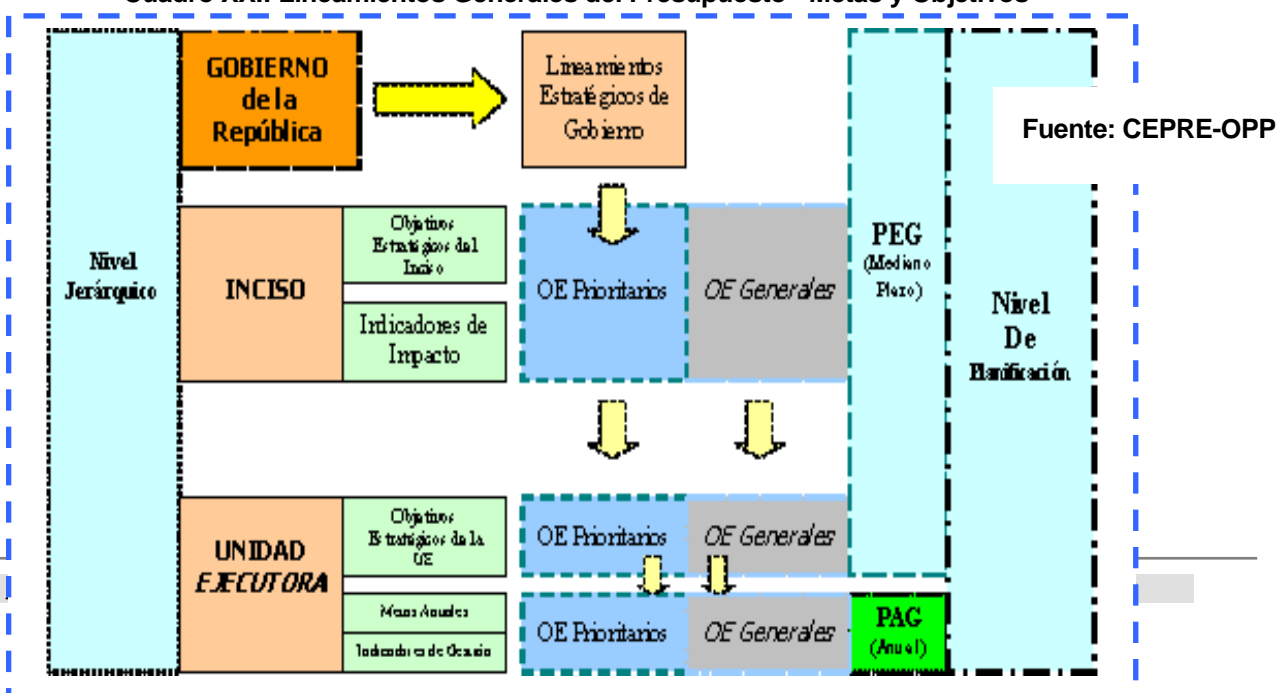 GOBIERNO
de la
República
Lineamientos
Estratégicos de
Gobierno
Fuente: CEPRE-OPP
Nivel
Jerárquico
INCISO
Objetivos
Estratégicos del
Inciso
Indicadores de
Impacto
OE Prioritarios
OE Generales
PEG
(Mediano
Plazo)
Nivel
De
Planificación
UNIDAD
EJECUTORA
Objetivos
Estratégicos de la
UE
OE Prioritarios
OE Generales
Metas Anuales
Indicadores de Gestión
OE Prioritarios
OE Generales
PAG
(Anual)